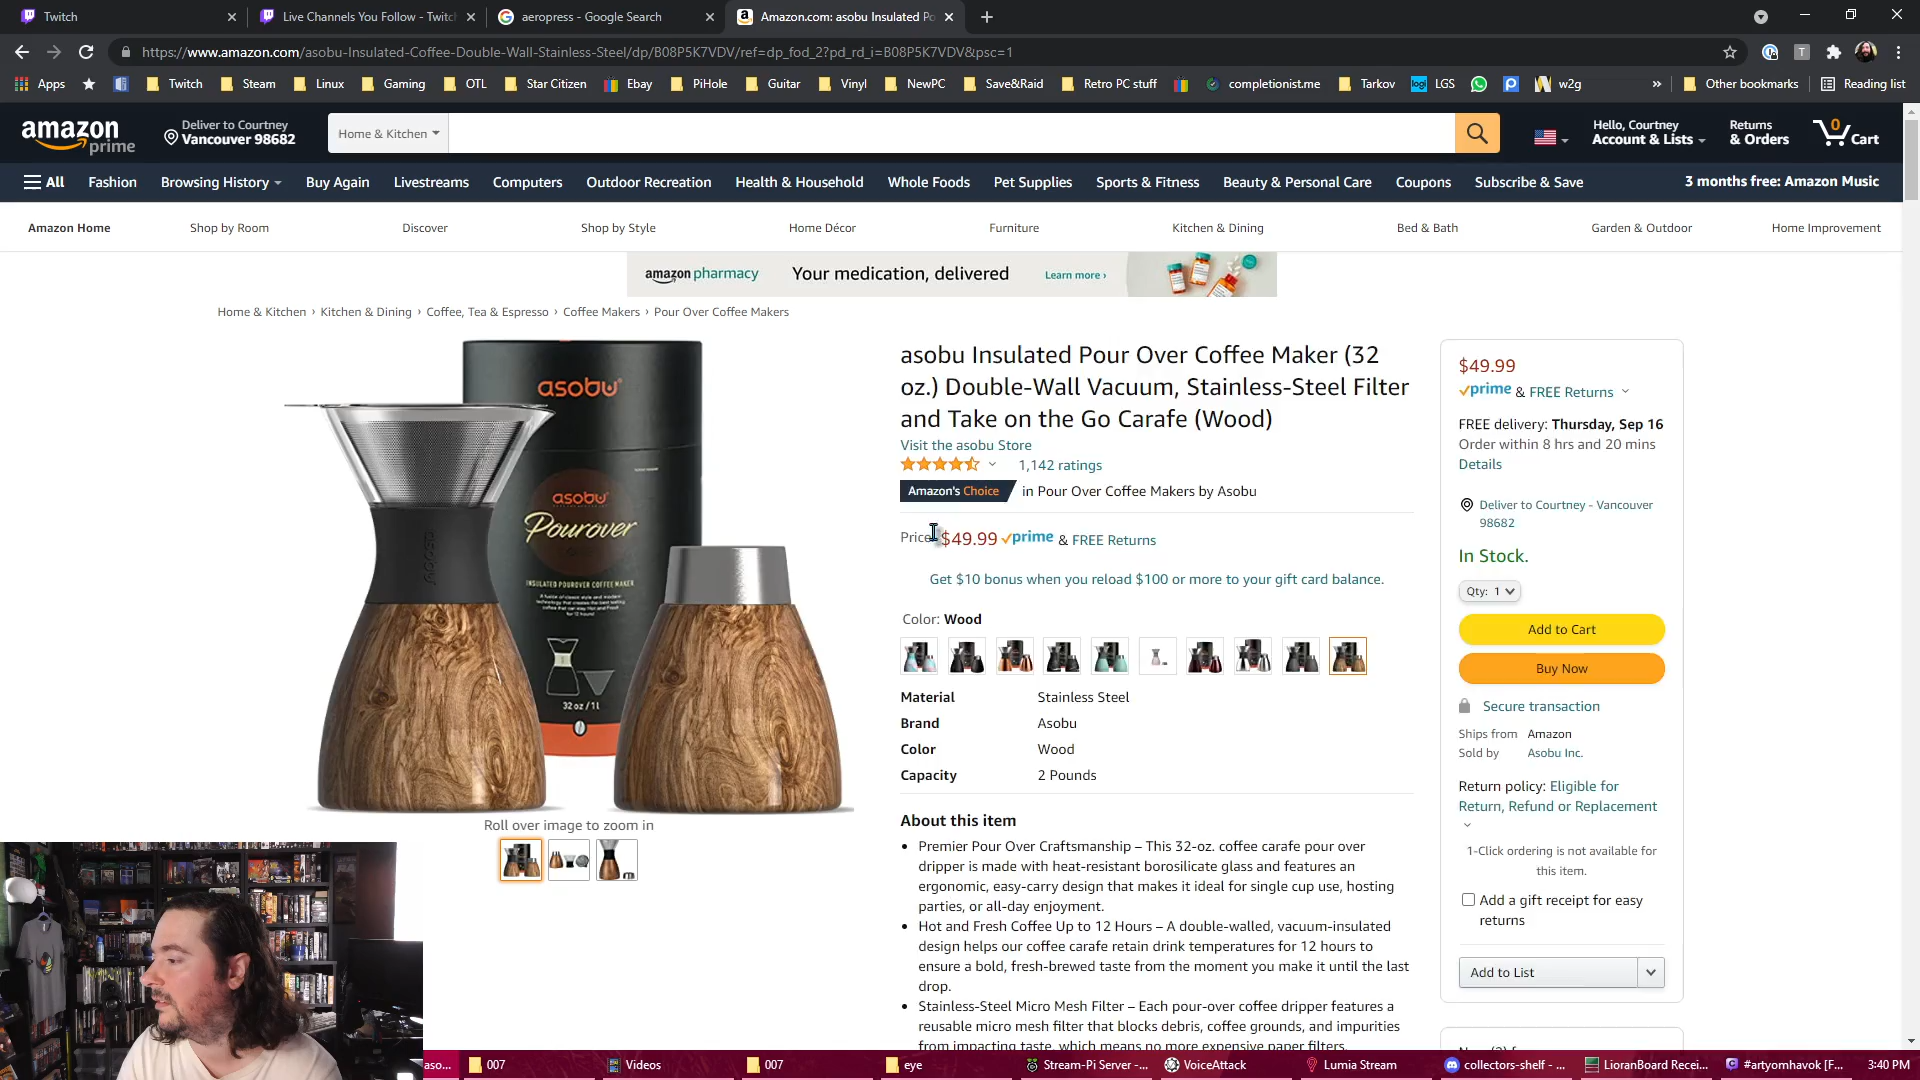 Twitch
Live Channels You Follow - Twitch
aeropress - Google Search
Amazon.com: asobu Insulated Po
https://www.amazon.com/asobu-Insulated-Coffee-Double-Wall-Stainless-Steel/dp/B08P5K7VDV/ref=dp_fod_2?pd_rd_i=B08P5K7VDV&psc=1
Apps Twitch Steam Linux Gaming OTL Star Citizen Ebay PiHole Guitar Vinyl NewPC Save&Raid Retro PC stuff completionist.me Tarkov LGS w2g » Other bookmarks Reading list
amazon prime
Deliver to Courtney
Vancouver 98682
Home & Kitchen
Hello, Courtney
Account & Lists
Returns
& Orders
0
Cart
All Fashion Browsing History Buy Again Livestreams Computers Outdoor Recreation Health & Household Whole Foods Pet Supplies Sports & Fitness Beauty & Personal Care Coupons Subscribe & Save 3 months free: Amazon Music
Amazon Home Shop by Room Discover Shop by Style Home Décor Furniture Kitchen & Dining Bed & Bath Garden & Outdoor Home Improvement
amazon pharmacy Your medication, delivered Learn more ›
Home & Kitchen › Kitchen & Dining › Coffee, Tea & Espresso › Coffee Makers › Pour Over Coffee Makers
asobu
asobu
Pourover
INSULATED POUROVER COFFEE MAKER
32 oz / 1L
asobu
Roll over image to zoom in
asobu Insulated Pour Over Coffee Maker (32
oz.) Double-Wall Vacuum, Stainless-Steel Filter
and Take on the Go Carafe (Wood)
Visit the asobu Store
1,142 ratings
Amazon's Choice in Pour Over Coffee Makers by Asobu
Price $49.99 prime & FREE Returns
Get $10 bonus when you reload $100 or more to your gift card balance.
Color: Wood
Material Stainless Steel
Brand Asobu
Color Wood
Capacity 2 Pounds
About this item
• Premier Pour Over Craftsmanship – This 32-oz. coffee carafe pour over
dripper is made with heat-resistant borosilicate glass and features an
ergonomic, easy-carry design that makes it ideal for single cup use, hosting
parties, or all-day enjoyment.
• Hot and Fresh Coffee Up to 12 Hours – A double-walled, vacuum-insulated
design helps our coffee carafe retain drink temperatures for 12 hours to
ensure a bold, fresh-brewed taste from the moment you make it until the last
drop.
• Stainless-Steel Micro Mesh Filter – Each pour-over coffee dripper features a
reusable micro mesh filter that blocks debris, coffee grounds, and impurities
from impacting taste, which means no more expensive paper filters.
$49.99
prime & FREE Returns
FREE delivery: Thursday, Sep 16
Order within 8 hrs and 20 mins
Details
Deliver to Courtney - Vancouver
98682
In Stock.
Qty: 1
Add to Cart
Buy Now
Secure transaction
Ships from Amazon
Sold by Asobu Inc.
Return policy: Eligible for
Return, Refund or Replacement
1-Click ordering is not available for
this item.
Add a gift receipt for easy
returns
Add to List
aso... 007 Videos 007 eye Stream-Pi Server -... VoiceAttack Lumia Stream collectors-shelf - ... LioranBoard Recei... #artyomhavok [F... 3:40 PM